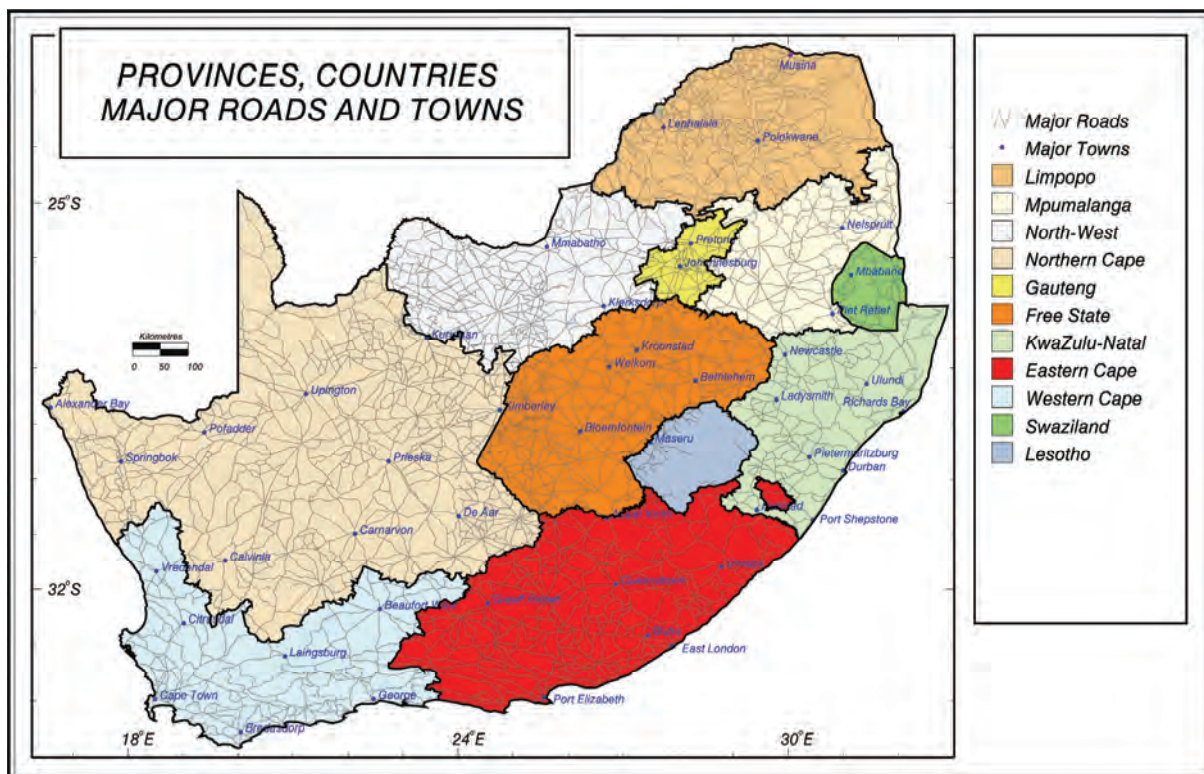 PROVINCES, COUNTRIES
MAJOR ROADS AND TOWNS
Major Roads
Major Towns
Limpopo
Mpumalanga
North-West
Northern Cape
Gauteng
Free State
KwaZulu-Natal
Eastern Cape
Western Cape
Swaziland
Lesotho
25°S
32°S
18°E
24°E
30°E
Kilometres
100 50 0 100
Musina
Lephalale
Polokwane
Nelspruit
Mmabatho
Pretoria
Johannesburg
Mbabane
Klerksdorp
Piet Retief
Kuruman
Kroonstad
Newcastle
Welkom
Bethlehem
Ulundi
Upington
Ladysmith
Richards Bay
Alexander Bay
Kimberley
Pofadder
Bloemfontein
Maseru
Springbok
Prieska
Pietermaritzburg
Durban
De Aar
Port Shepstone
Carnarvon
Calvinia
Vredendal
Umtata
Queenstown
Beaufort West
Graaff Reinet
Citrusdal
Bisho
East London
Laingsburg
Cape Town
George
Port Elizabeth
Bredasdorp